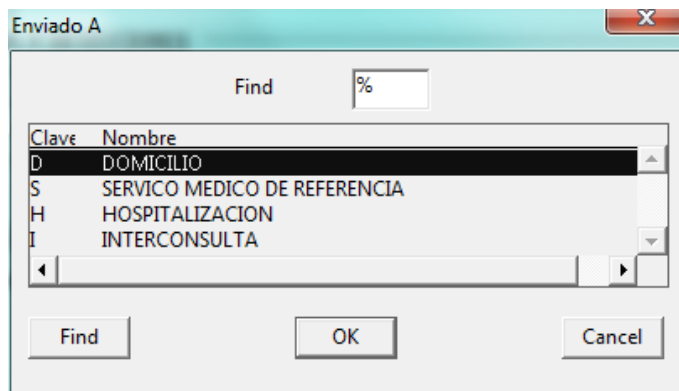 Enviado A
Find %
Clave Nombre
D DOMICILIO
S SERVICO MEDICO DE REFERENCIA
H HOSPITALIZACION
I INTERCONSULTA
Find OK Cancel